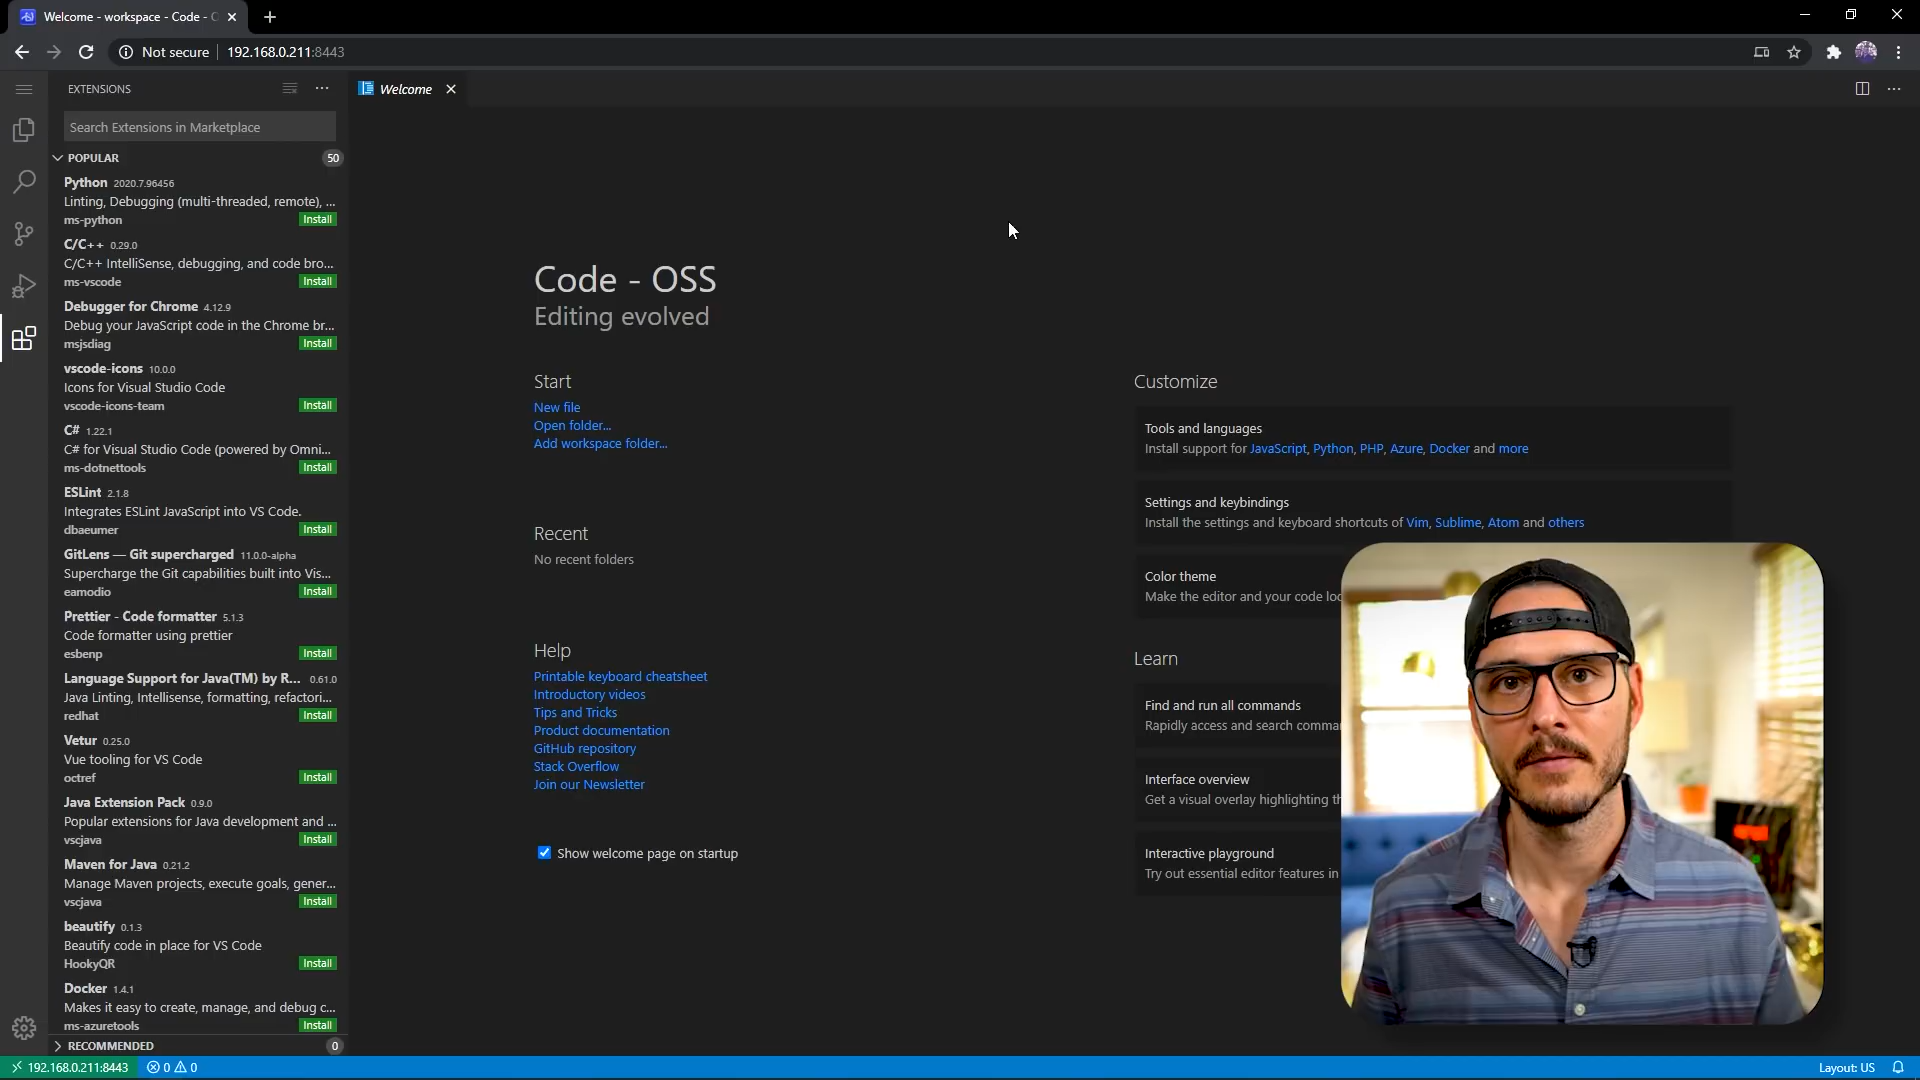 Welcome - workspace - Code - C
Not secure 192.168.0.211:8443
EXTENSIONS
Welcome
Search Extensions in Marketplace
POPULAR 50
Python 2020.7.96456
Linting, Debugging (multi-threaded, remote), ...
ms-python Install
C/C++ 0.29.0
C/C++ IntelliSense, debugging, and code bro...
ms-vscode Install
Debugger for Chrome 4.12.9
Debug your JavaScript code in the Chrome br...
msjsdiag Install
vscode-icons 10.0.0
Icons for Visual Studio Code
vscode-icons-team Install
C# 1.22.1
C# for Visual Studio Code (powered by Omni...
ms-dotnettools Install
ESLint 2.1.8
Integrates ESLint JavaScript into VS Code.
dbaeumer Install
GitLens — Git supercharged 11.0.0-alpha
Supercharge the Git capabilities built into Vis...
eamodio Install
Prettier - Code formatter 5.1.3
Code formatter using prettier
esbenp Install
Language Support for Java(TM) by R... 0.61.0
Java Linting, Intellisense, formatting, refactori...
redhat Install
Vetur 0.25.0
Vue tooling for VS Code
octref Install
Java Extension Pack 0.9.0
Popular extensions for Java development and ...
vscjava Install
Maven for Java 0.21.2
Manage Maven projects, execute goals, gener...
vscjava Install
beautify 0.1.3
Beautify code in place for VS Code
HookyQR Install
Docker 1.4.1
Makes it easy to create, manage, and debug c...
ms-azuretools Install
RECOMMENDED 0
Code - OSS
Editing evolved
Start
New file
Open folder...
Add workspace folder...
Recent
No recent folders
Help
Printable keyboard cheatsheet
Introductory videos
Tips and Tricks
Product documentation
GitHub repository
Stack Overflow
Join our Newsletter
Show welcome page on startup
Customize
Tools and languages
Install support for JavaScript, Python, PHP, Azure, Docker and more
Settings and keybindings
Install the settings and keyboard shortcuts of Vim, Sublime, Atom and others
Color theme
Make the editor and your code loo
Learn
Find and run all commands
Rapidly access and search comma
Interface overview
Get a visual overlay highlighting th
Interactive playground
Try out essential editor features in
192.168.0.211:8443 0 0
Layout: US